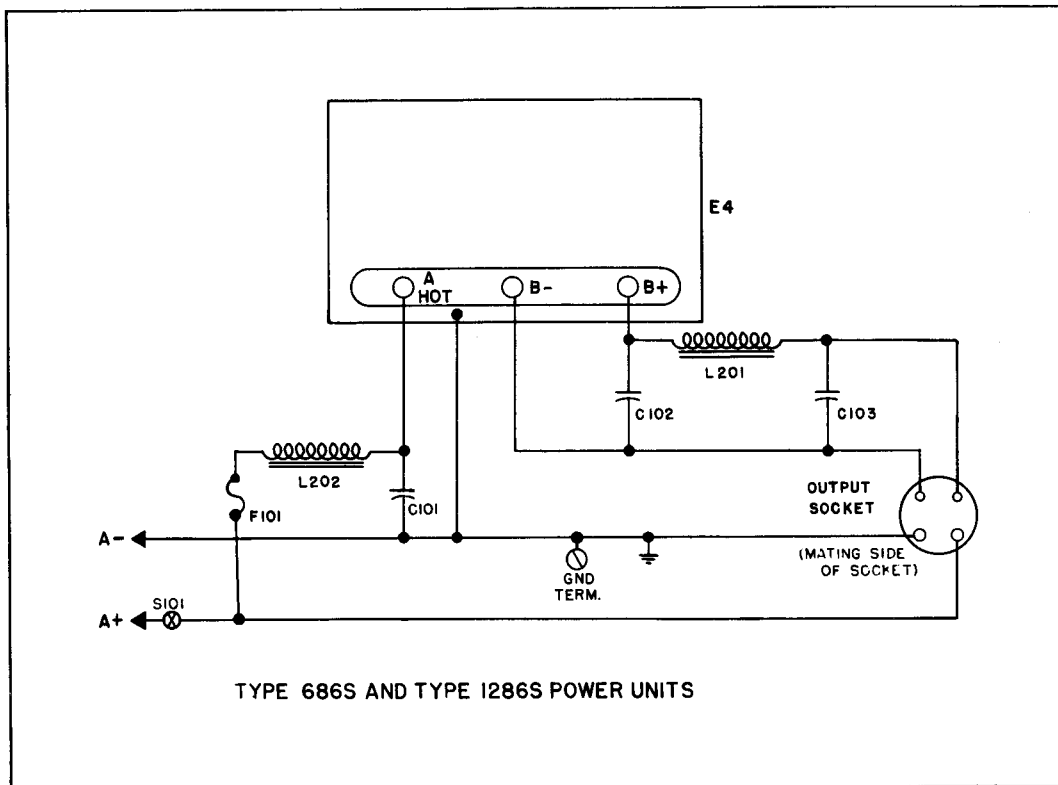 E4
A
HOT
B-
B+
L201
C102
C103
L202
C101
F101
OUTPUT
SOCKET
A-
(MATING SIDE
OF SOCKET)
GND
TERM.
S101
A+
TYPE 686S AND TYPE 1286S POWER UNITS